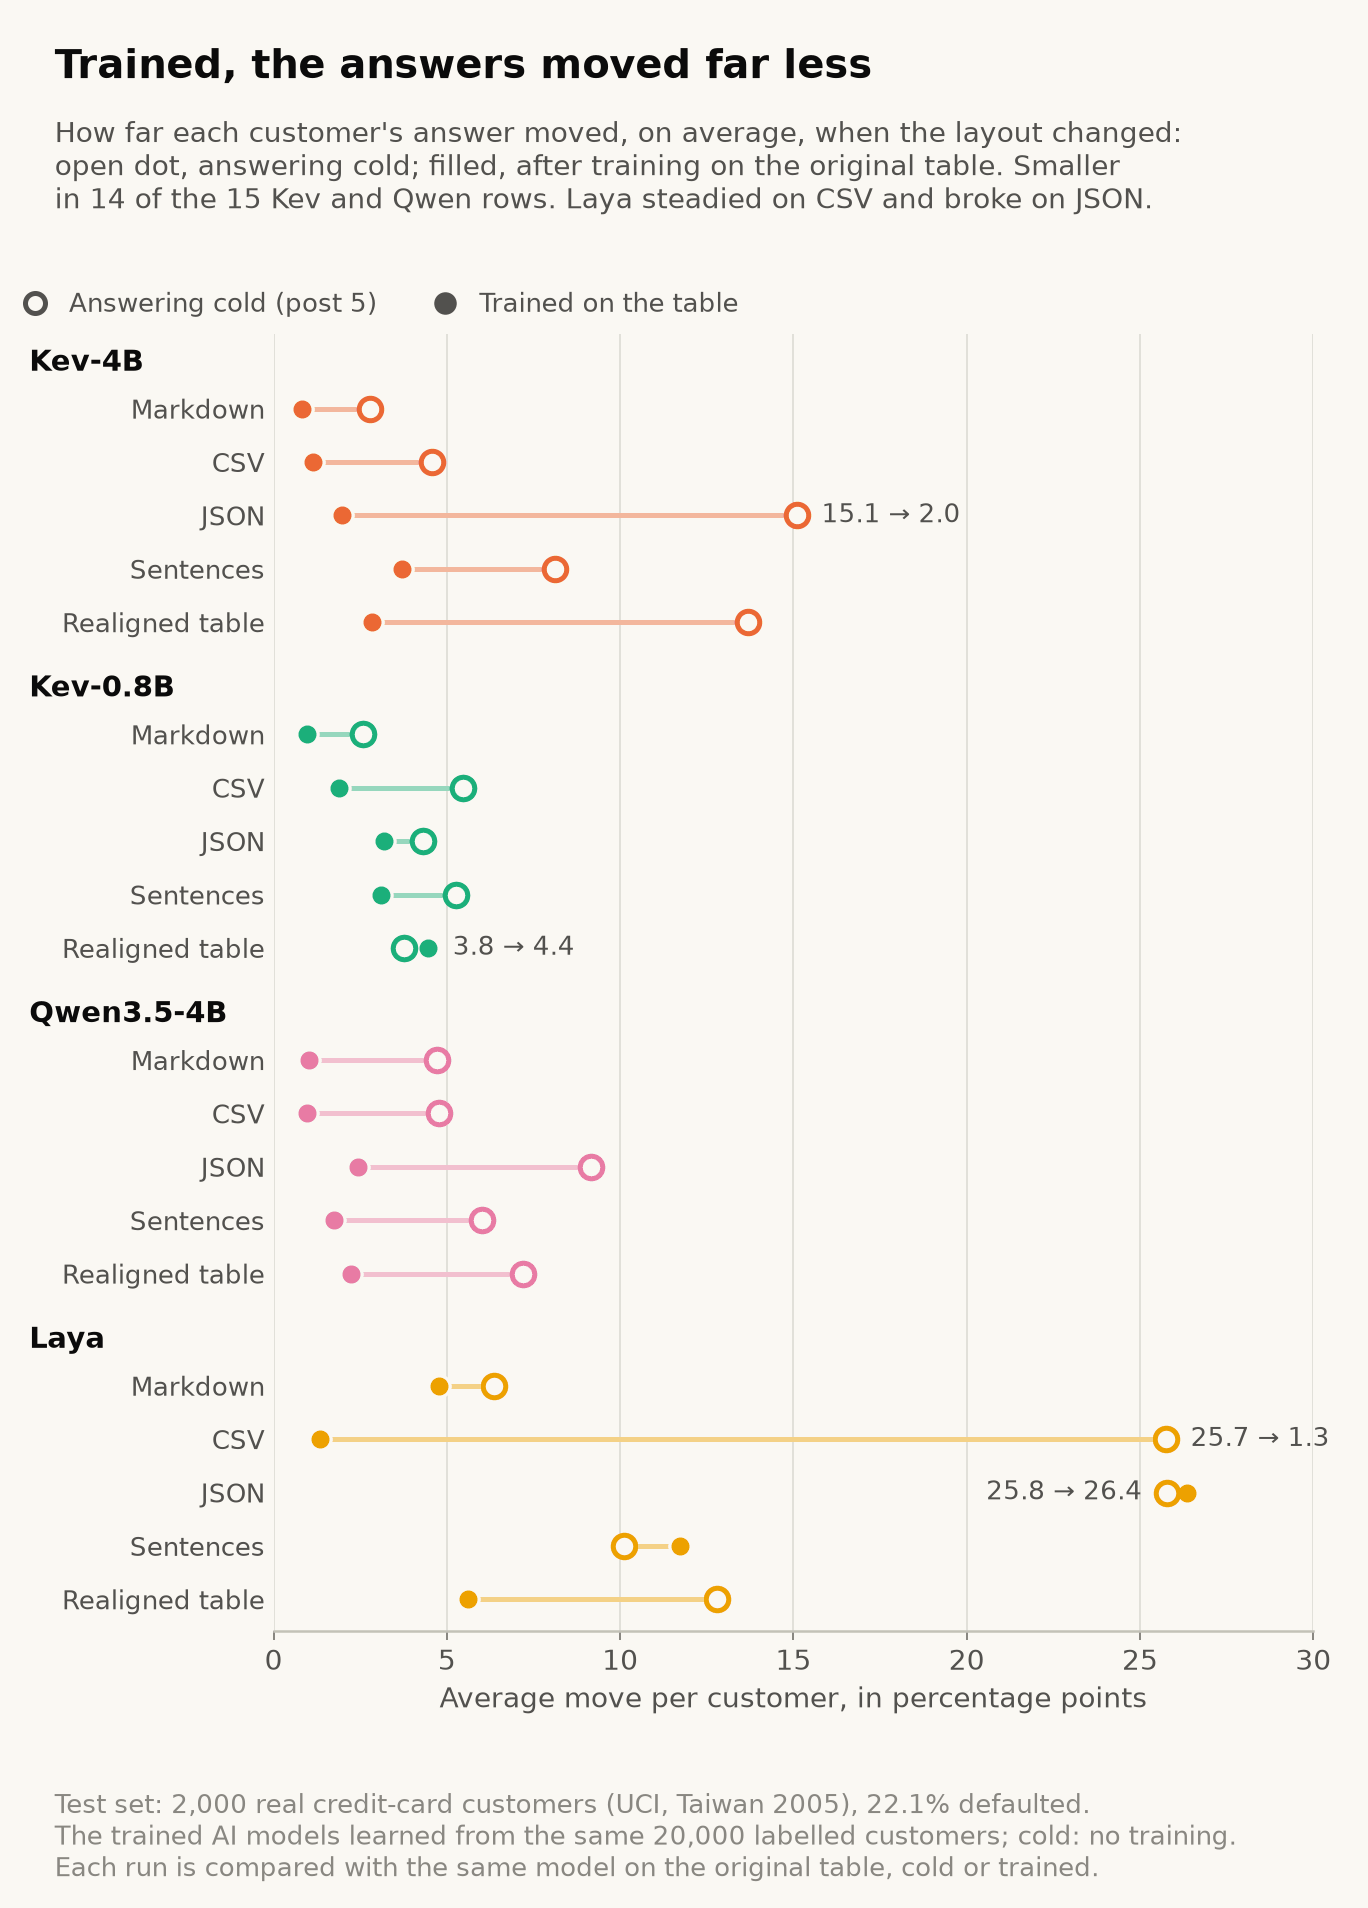 Trained, the answers moved far less
How far each customer's answer moved, on average, when the layout changed:
open dot, answering cold; filled, after training on the original table. Smaller
in 14 of the 15 Kev and Qwen rows. Laya steadied on CSV and broke on JSON.
Answering cold (post 5)
Trained on the table
Kev-4B
Markdown
CSV
JSON
15.1 → 2.0
Sentences
Realigned table
Kev-0.8B
Markdown
CSV
JSON
Sentences
Realigned table
3.8 → 4.4
Qwen3.5-4B
Markdown
CSV
JSON
Sentences
Realigned table
Laya
Markdown
CSV
25.7 → 1.3
JSON
25.8 → 26.4
Sentences
Realigned table
0 5 10 15 20 25 30
Average move per customer, in percentage points
Test set: 2,000 real credit-card customers (UCI, Taiwan 2005), 22.1% defaulted.
The trained AI models learned from the same 20,000 labelled customers; cold: no training.
Each run is compared with the same model on the original table, cold or trained.